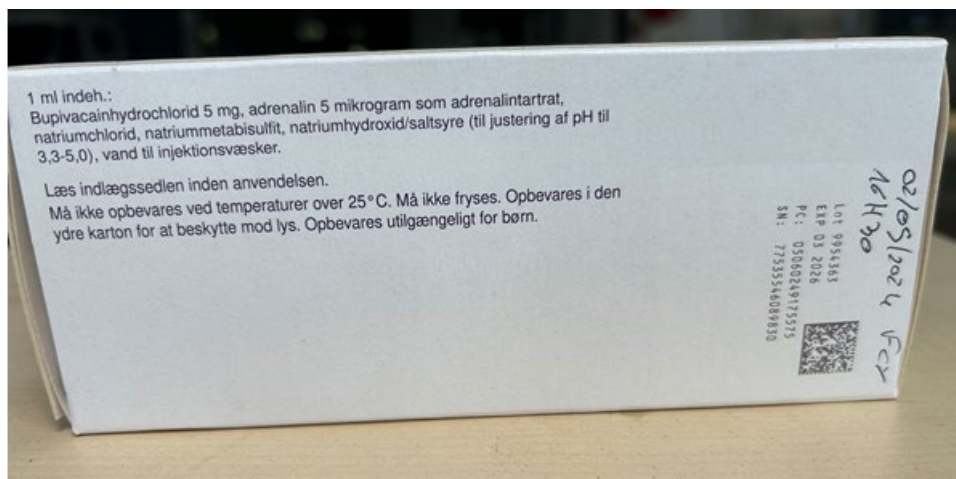 1 ml indeh.:
Bupivacainhydrochlorid 5 mg, adrenalin 5 mikrogram som adrenalintartrat,
natriumchlorid, natriummetabisulfit, natriumhydroxid/saltsyre (til justering af pH til
3,3-5,0), vand til injektionsvæsker.
Læs indlægssedlen inden anvendelsen.
Må ikke opbevares ved temperaturer over 25°C. Må ikke fryses. Opbevares i den
ydre karton for at beskytte mod lys. Opbevares utilgængeligt for børn.
02/05/2024
16H30
Lot 9954363
EXP 03 2026
PC: 05060249175575
SN: 77535546089830